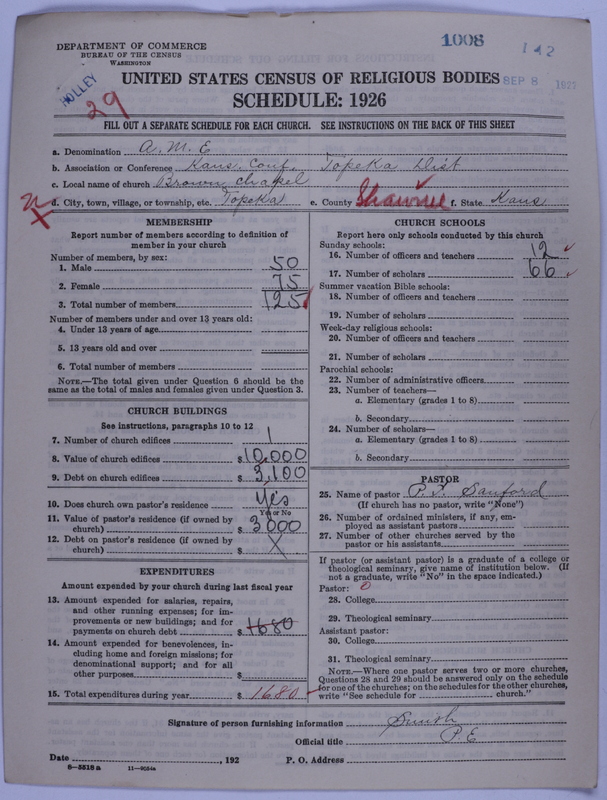 DEPARTMENT OF COMMERCE
BUREAU OF THE CENSUS
WASHINGTON
1008
142
HOLLEY
29
UNITED STATES CENSUS OF RELIGIOUS BODIES
SEP 8 192
SCHEDULE: 1926
FILL OUT A SEPARATE SCHEDULE FOR EACH CHURCH. SEE INSTRUCTIONS ON THE BACK OF THIS SHEET
a. Denomination A. M. E
b. Association or Conference Kans. Conf. Topeka Dist
c. Local name of church Brown Chapel
d. City, town, village, or township, etc. Topeka e. County Shawnee f. State Kans
MEMBERSHIP
Report number of members according to definition of
member in your church
Number of members, by sex:
1. Male 50
2. Female 75
3. Total number of members 125
Number of members under and over 13 years old:
4. Under 13 years of age
5. 13 years old and over
6. Total number of members
NOTE.—The total given under Question 6 should be the
same as the total of males and females given under Question 3.
CHURCH BUILDINGS
See instructions, paragraphs 10 to 12
7. Number of church edifices 1
8. Value of church edifices $10,000
9. Debt on church edifices $3,100
10. Does church own pastor's residence Yes
Yes or No
11. Value of pastor's residence (if owned by
church) $3000
12. Debt on pastor's residence (if owned by
church) $ X
EXPENDITURES
Amount expended by your church during last fiscal year
13. Amount expended for salaries, repairs,
and other running expenses; for im-
provements or new buildings; and for
payments on church debt $1680
14. Amount expended for benevolences, in-
cluding home and foreign missions; for
denominational support; and for all
other purposes $
15. Total expenditures during year $1680
CHURCH SCHOOLS
Report here only schools conducted by this church
Sunday schools:
16. Number of officers and teachers 12
17. Number of scholars 66
Summer vacation Bible schools:
18. Number of officers and teachers
19. Number of scholars
Week-day religious schools:
20. Number of officers and teachers
21. Number of scholars
Parochial schools:
22. Number of administrative officers
23. Number of teachers—
a. Elementary (grades 1 to 8)
b. Secondary
24. Number of scholars—
a. Elementary (grades 1 to 8)
b. Secondary
PASTOR
25. Name of pastor Sanford
(If church has no pastor, write "None")
26. Number of ordained ministers, if any, em-
ployed as assistant pastors
27. Number of other churches served by the
pastor or his assistants
If pastor (or assistant pastor) is a graduate of a college or
theological seminary, give name of institution below. (If
not a graduate, write "No" in the space indicated.)
Pastor: 0
28. College
29. Theological seminary
Assistant pastor:
30. College
31. Theological seminary
NOTE.—Where one pastor serves two or more churches,
Questions 28 and 29 should be answered only on the schedule
for one of the churches; on the schedules for the other churches,
write "See schedule for church."
Signature of person furnishing information
Official title P. E
Date , 192 P. O. Address
8—5518 a